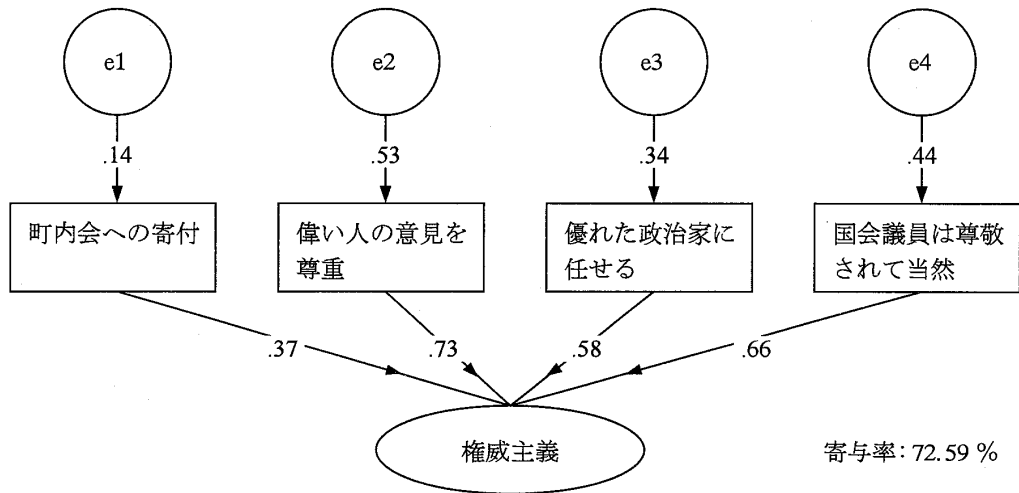 e1
e2
e3
e4
.14
.53
.34
.44
町内会への寄付
偉い人の意見を
尊重
優れた政治家に
任せる
国会議員は尊敬
されて当然
.37
.73
.58
.66
権威主義
寄与率: 72.59 %